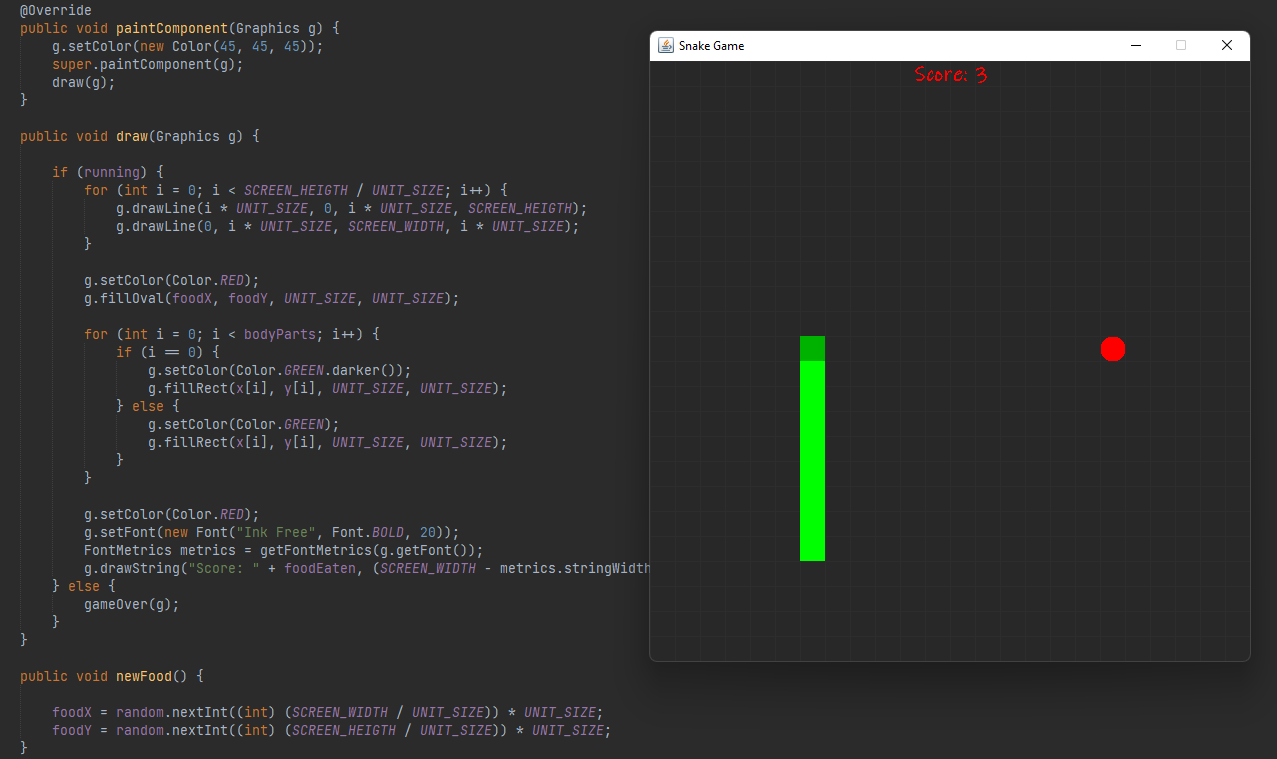 @Override
public void paintComponent(Graphics g) {
    g.setColor(new Color(45, 45, 45));
    super.paintComponent(g);
    draw(g);
}

public void draw(Graphics g) {

    if (running) {
        for (int i = 0; i < SCREEN_HEIGTH / UNIT_SIZE; i++) {
            g.drawLine(i * UNIT_SIZE, 0, i * UNIT_SIZE, SCREEN_HEIGTH);
            g.drawLine(0, i * UNIT_SIZE, SCREEN_WIDTH, i * UNIT_SIZE);
        }

        g.setColor(Color.RED);
        g.fillOval(foodX, foodY, UNIT_SIZE, UNIT_SIZE);

        for (int i = 0; i < bodyParts; i++) {
            if (i == 0) {
                g.setColor(Color.GREEN.darker());
                g.fillRect(x[i], y[i], UNIT_SIZE, UNIT_SIZE);
            } else {
                g.setColor(Color.GREEN);
                g.fillRect(x[i], y[i], UNIT_SIZE, UNIT_SIZE);
            }
        }

        g.setColor(Color.RED);
        g.setFont(new Font("Ink Free", Font.BOLD, 20));
        FontMetrics metrics = getFontMetrics(g.getFont());
        g.drawString("Score: " + foodEaten, (SCREEN_WIDTH - metrics.stringWidth
    } else {
        gameOver(g);
    }
}

public void newFood() {

    foodX = random.nextInt((int) (SCREEN_WIDTH / UNIT_SIZE)) * UNIT_SIZE;
    foodY = random.nextInt((int) (SCREEN_HEIGTH / UNIT_SIZE)) * UNIT_SIZE;
}
Snake Game
Score: 3